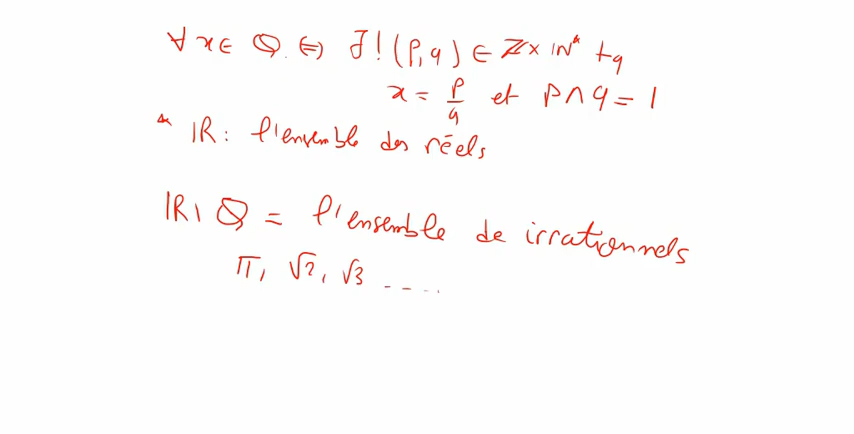 ∀ x ∈ ℚ ⇔ ∃! (p, q) ∈ ℤ × ℕ* tq
x = p/q et p ∧ q = 1
* ℝ : l'ensemble des réels
ℝ \ ℚ = l'ensemble de irrationnels
π, √2, √3 ----